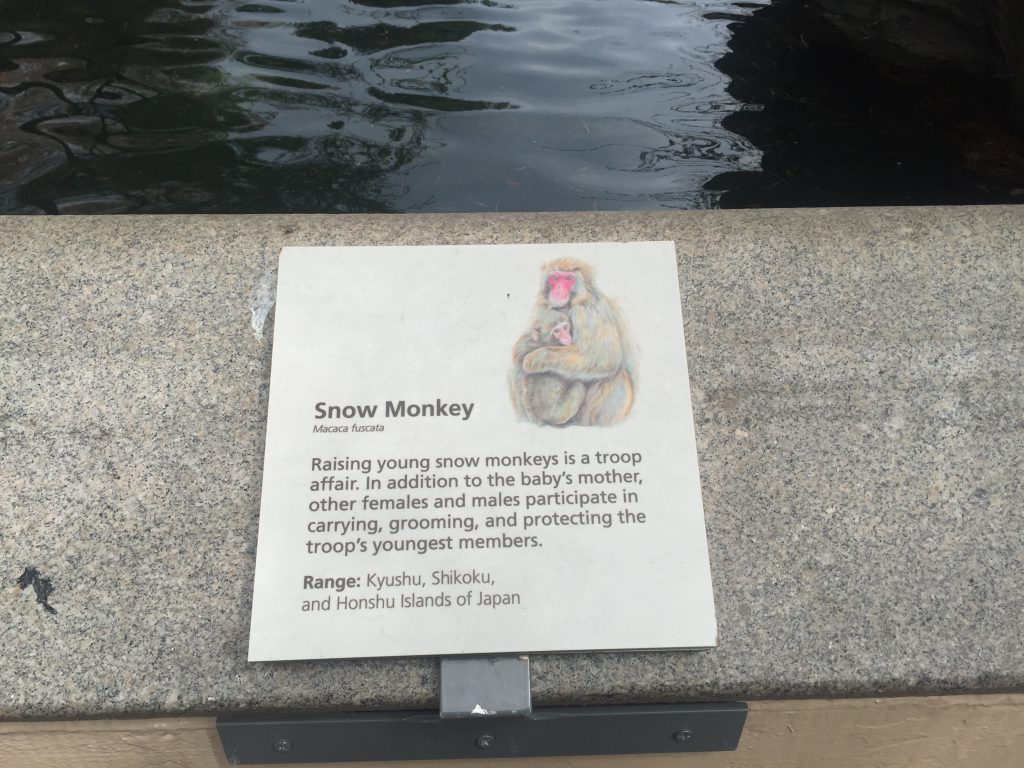 Snow Monkey
Macaca fuscata
Raising young snow monkeys is a troop
affair. In addition to the baby's mother,
other females and males participate in
carrying, grooming, and protecting the
troop's youngest members.
Range: Kyushu, Shikoku,
and Honshu Islands of Japan